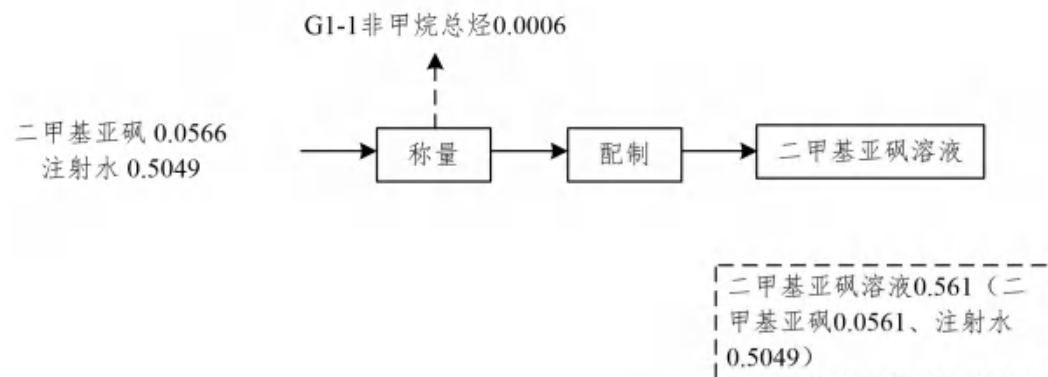 G1-1非甲烷总烃0.0006
二甲基亚砜 0.0566
注射水 0.5049
称量
配制
二甲基亚砜溶液
二甲基亚砜溶液0.561（二
甲基亚砜0.0561、注射水
0.5049）